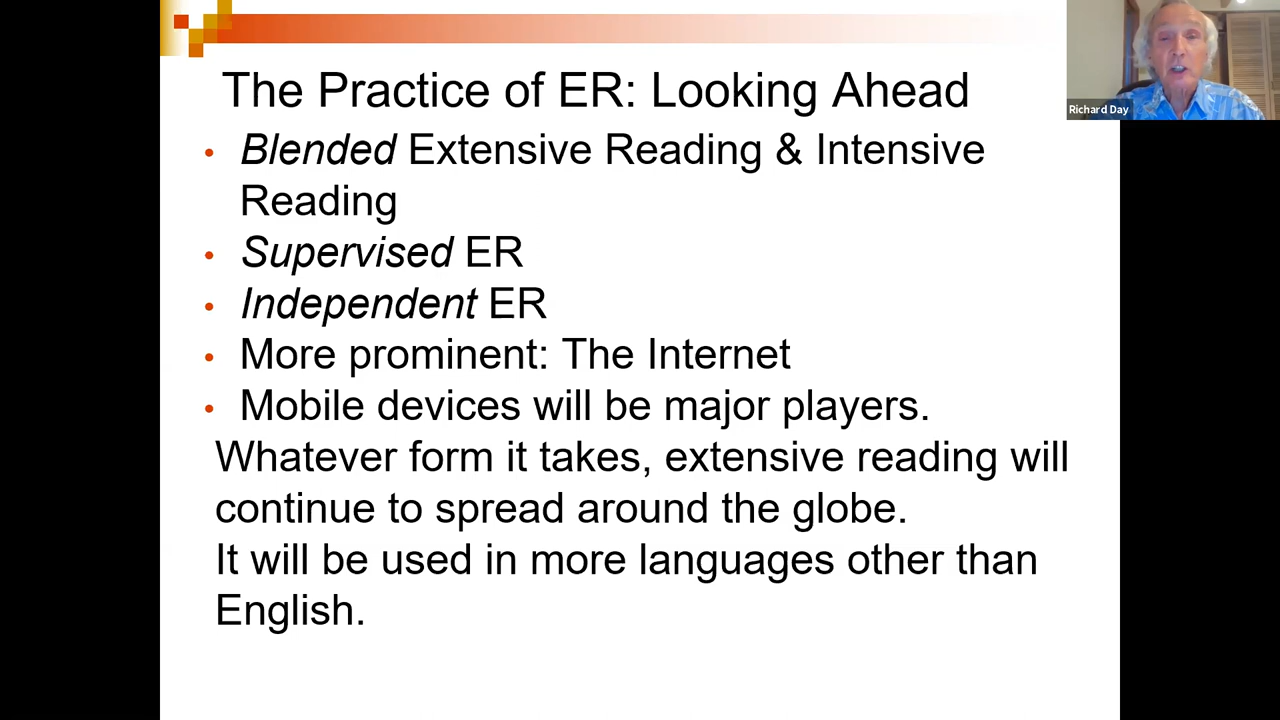 The Practice of ER: Looking Ahead
• Blended Extensive Reading & Intensive
Reading
• Supervised ER
• Independent ER
• More prominent: The Internet
• Mobile devices will be major players.
Whatever form it takes, extensive reading will
continue to spread around the globe.
It will be used in more languages other than
English.
Richard Day